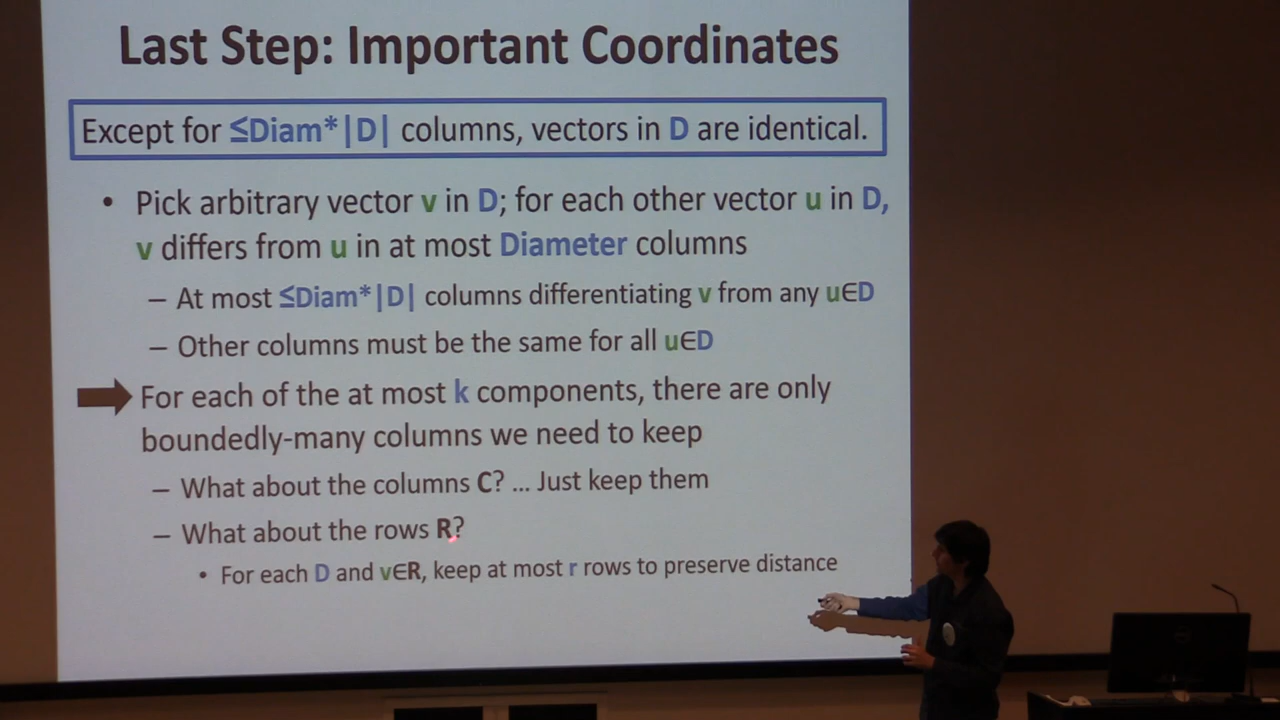 Last Step: Important Coordinates
Except for ≤Diam*|D| columns, vectors in D are identical.
• Pick arbitrary vector v in D; for each other vector u in D,
v differs from u in at most Diameter columns
– At most ≤Diam*|D| columns differentiating v from any u∈D
– Other columns must be the same for all u∈D
For each of the at most k components, there are only
boundedly-many columns we need to keep
– What about the columns C? ... Just keep them
– What about the rows R?
• For each D and v∈R, keep at most r rows to preserve distance